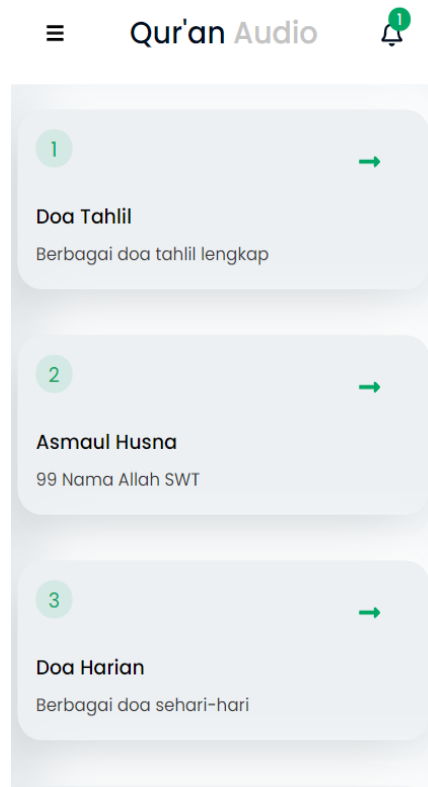 Qur'an Audio
1
1
Doa Tahlil
Berbagai doa tahlil lengkap
2
Asmaul Husna
99 Nama Allah SWT
3
Doa Harian
Berbagai doa sehari-hari